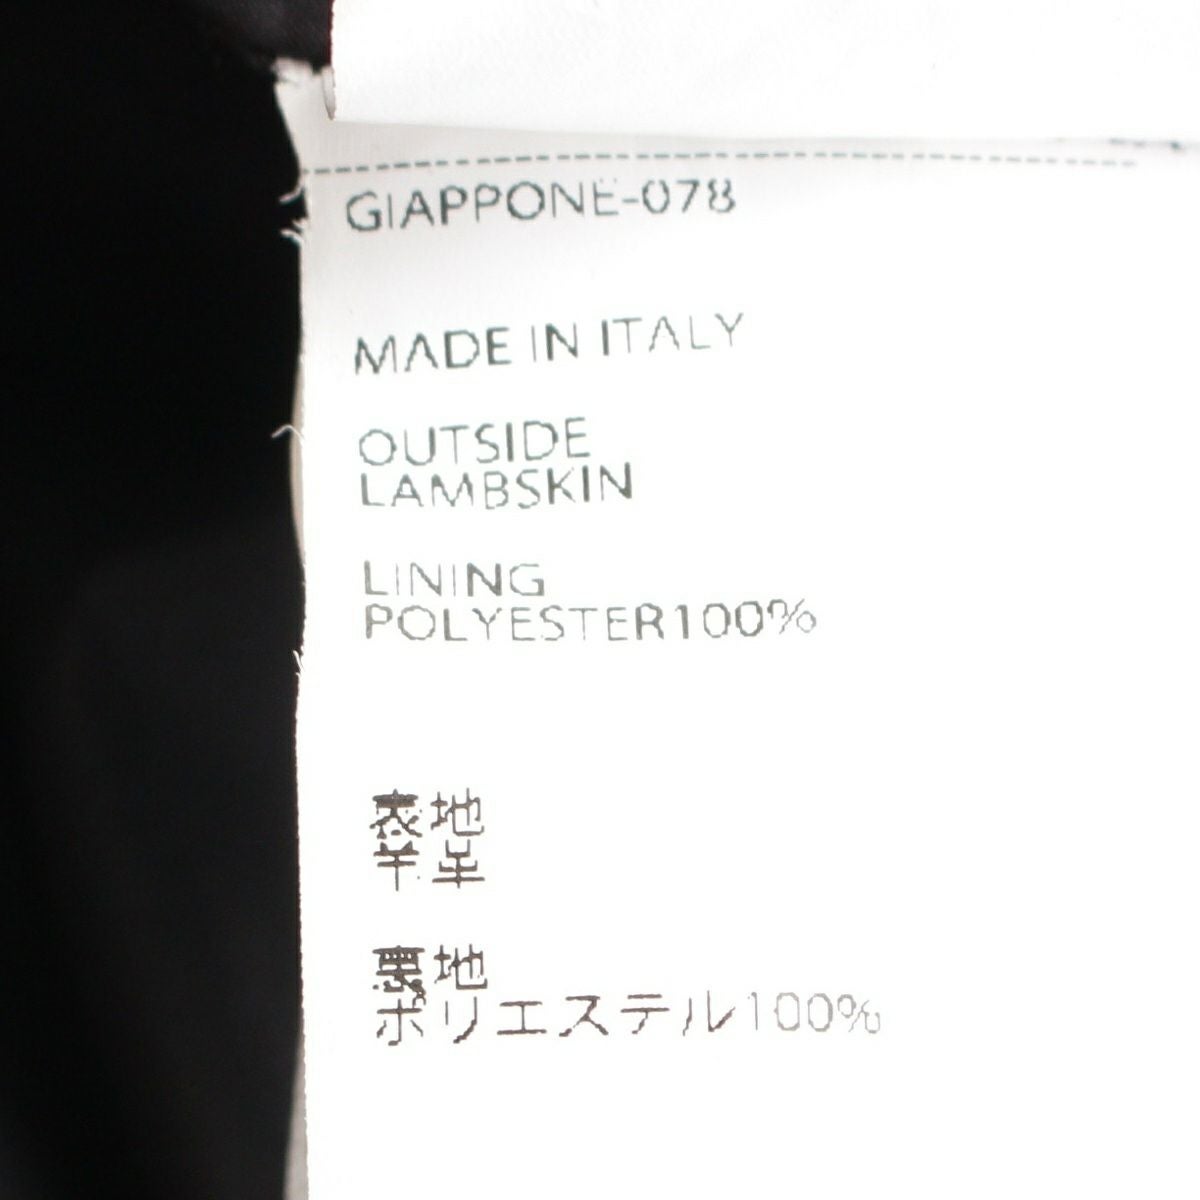 GIAPPONE-078
MADE IN ITALY
OUTSIDE
LAMBSKIN
LINING
POLYESTER100%
表地
羊羊
裏地
ポリエステル100%